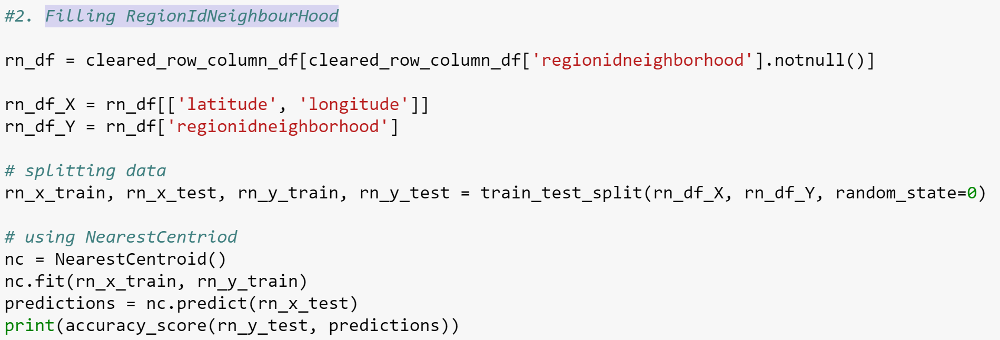 #2. Filling RegionIdNeighbourHood
rn_df = cleared_row_column_df[cleared_row_column_df['regionidneighborhood'].notnull()]
rn_df_X = rn_df[['latitude', 'longitude']]
rn_df_Y = rn_df['regionidneighborhood']
# splitting data
rn_x_train, rn_x_test, rn_y_train, rn_y_test = train_test_split(rn_df_X, rn_df_Y, random_state=0)
# using NearestCentriod
nc = NearestCentroid()
nc.fit(rn_x_train, rn_y_train)
predictions = nc.predict(rn_x_test)
print(accuracy_score(rn_y_test, predictions))